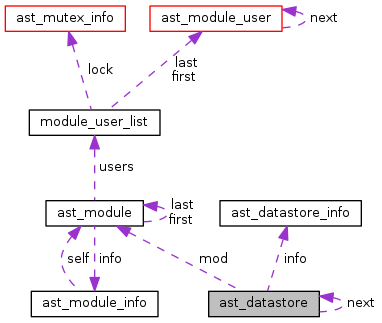 ast_mutex_info
ast_module_user
next
lock
last
first
module_user_list
users
ast_module
last
first
ast_datastore_info
self
info
mod
info
ast_module_info
ast_datastore
next